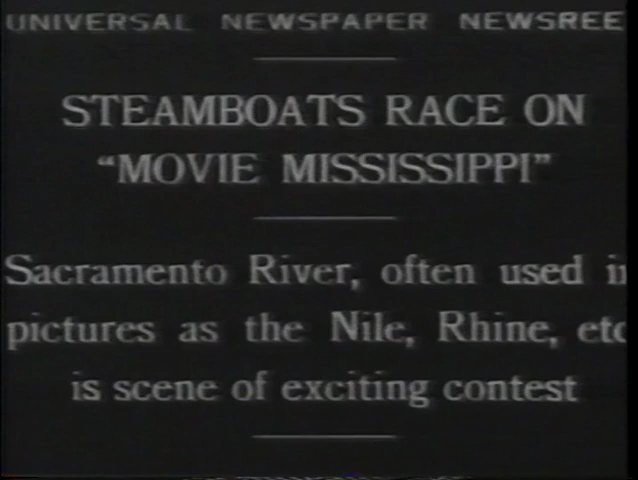 UNIVERSAL NEWSPAPER NEWSREE
STEAMBOATS RACE ON
“MOVIE MISSISSIPPI”
Sacramento River, often used in
pictures as the Nile, Rhine, etc
is scene of exciting contest